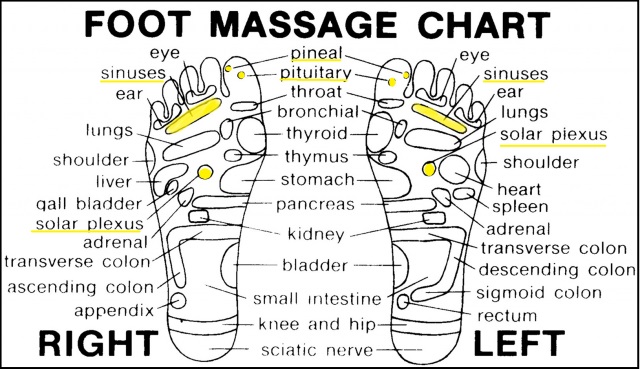 FOOT MASSAGE CHART
eye
sinuses
ear
lungs
shoulder
liver
gall bladder
solar plexus
adrenal
transverse colon
ascending colon
appendix
RIGHT
pineal
pituitary
throat
bronchial
thyroid
thymus
stomach
pancreas
kidney
bladder
small intestine
knee and hip
sciatic nerve
eye
sinuses
ear
lungs
solar plexus
shoulder
heart
spleen
adrenal
transverse colon
descending colon
sigmoid colon
rectum
LEFT